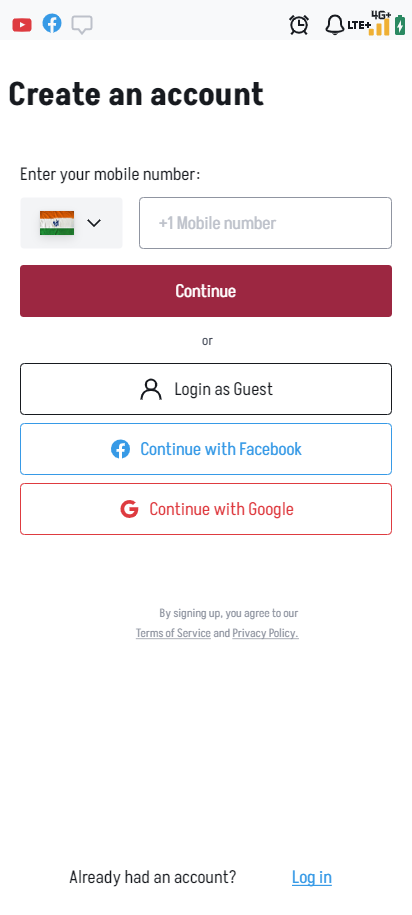 4G+
LTE+
Create an account
Enter your mobile number:
+1 Mobile number
Continue
or
Login as Guest
Continue with Facebook
Continue with Google
By signing up, you agree to our
Terms of Service and Privacy Policy.
Already had an account? Log in